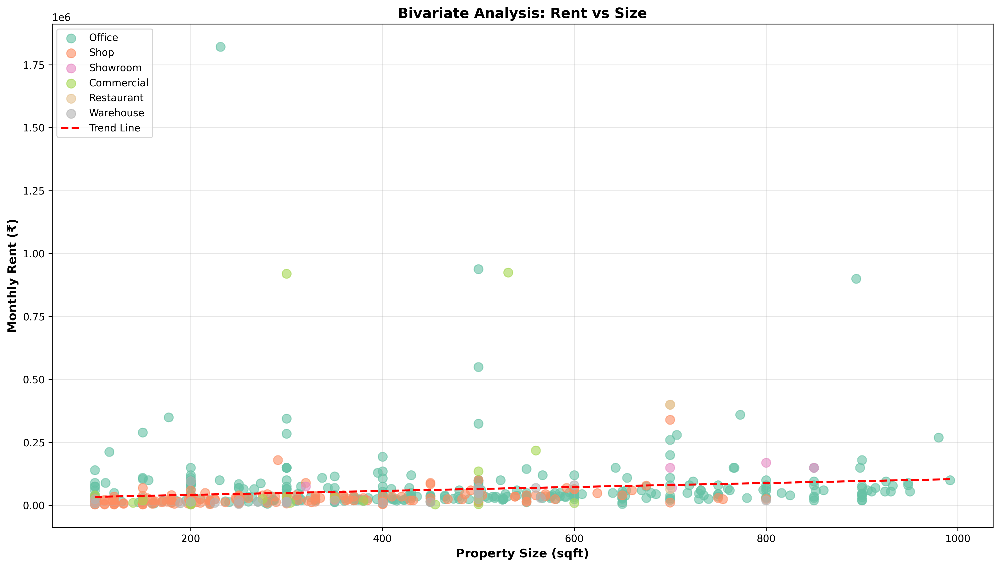 Bivariate Analysis: Rent vs Size
1e6
Office
Shop
Showroom
Commercial
Restaurant
Warehouse
Trend Line
1.75
1.50
1.25
1.00
0.75
0.50
0.25
0.00
Monthly Rent (₹)
200
400
600
800
1000
Property Size (sqft)